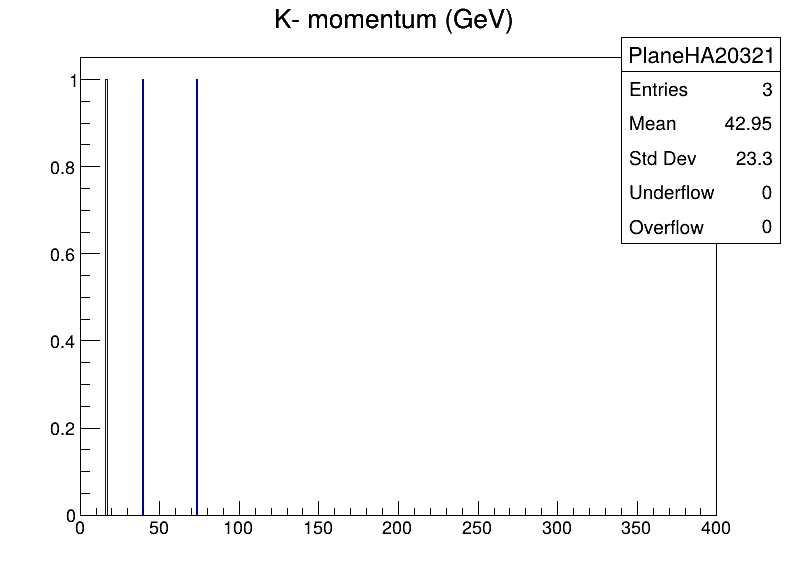 K- momentum (GeV)
PlaneHA20321
Entries 3
Mean 42.95
Std Dev 23.3
Underflow 0
Overflow 0
1
0.8
0.6
0.4
0.2
0
0 50 100 150 200 250 300 350 400